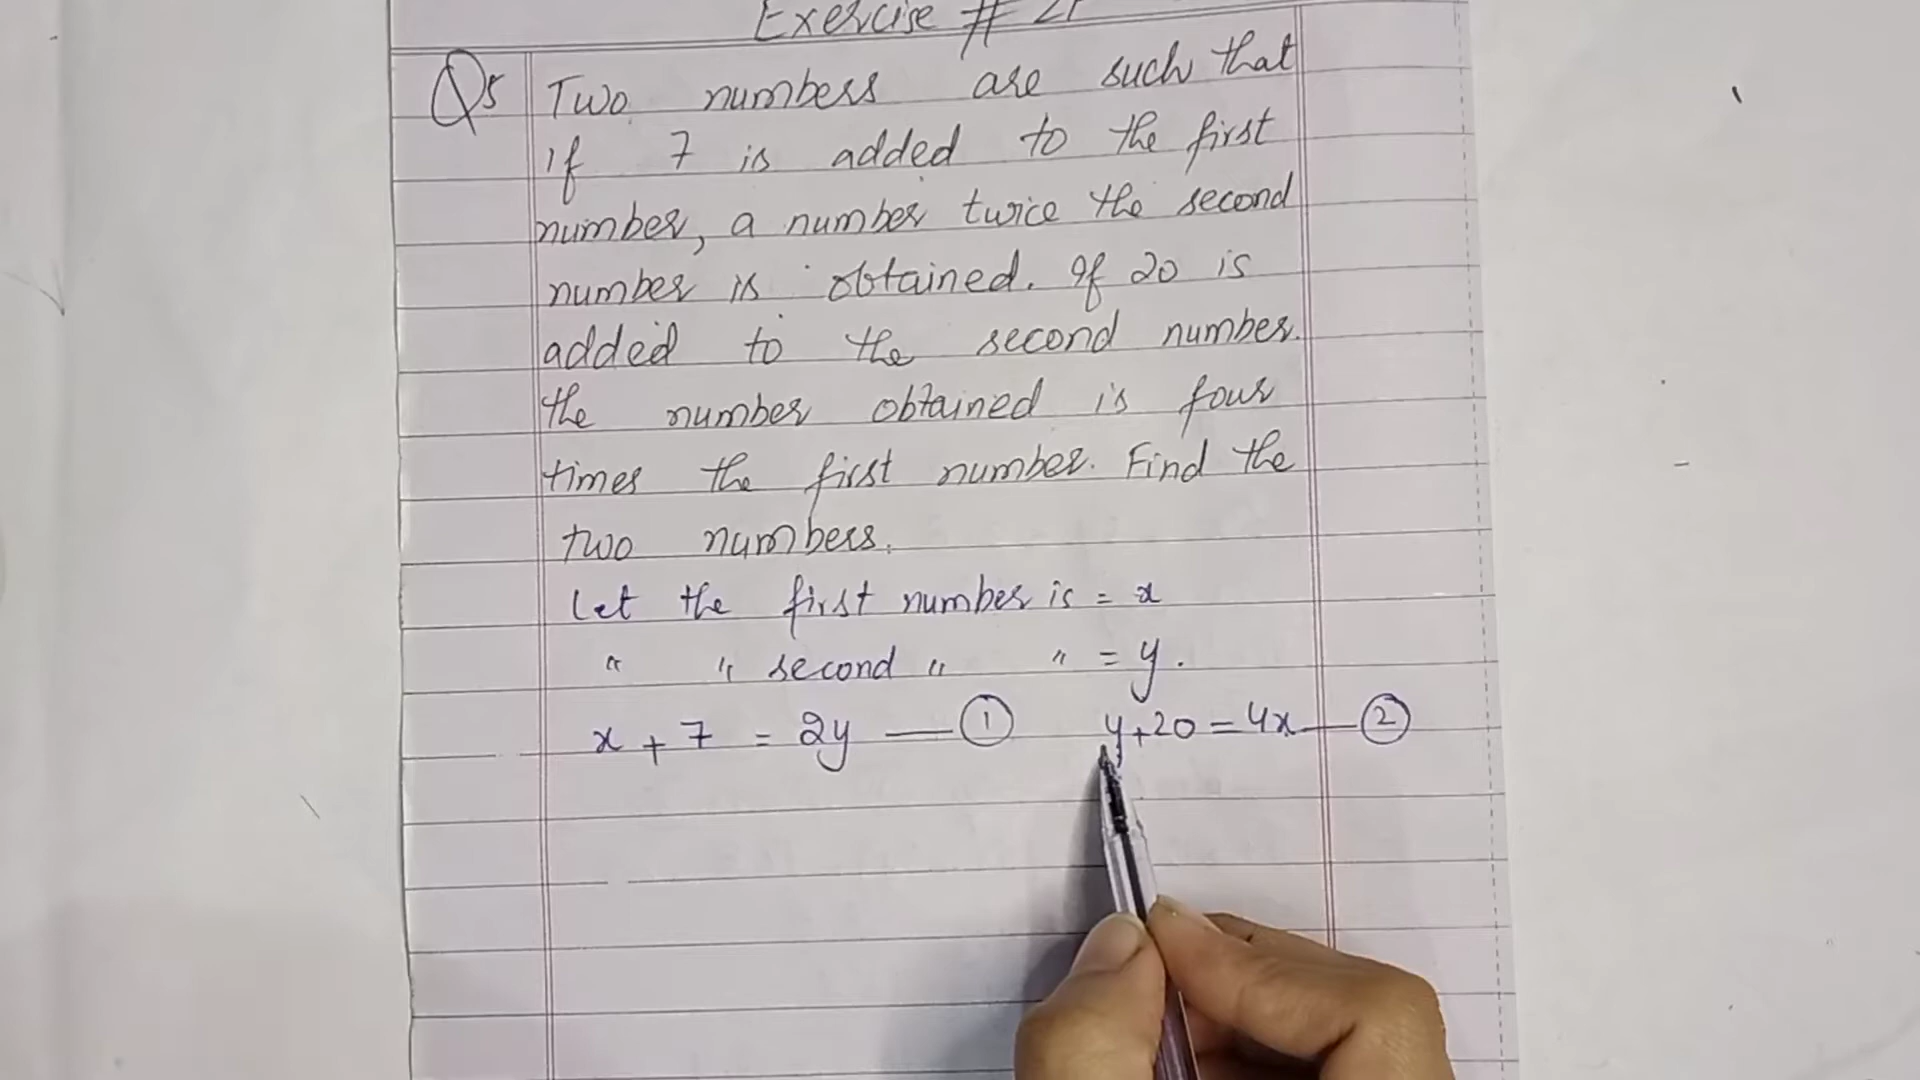 Exercise #
Q5 Two numbers are such that
if 7 is added to the first
number, a number twice the second
number is obtained. If 20 is
added to the second number.
the number obtained is four
times the first number. Find the
two numbers.
Let the first number is = x
" " second " " = y.
x + 7 = 2y — ① y + 20 = 4x — ②